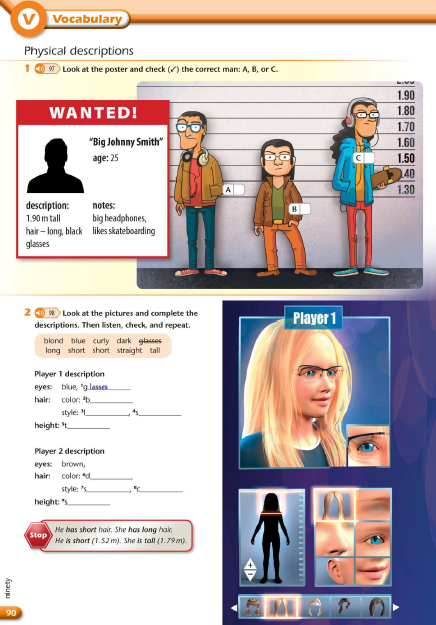 V Vocabulary
Physical descriptions
1 97 Look at the poster and check (✓) the correct man: A, B, or C.
WANTED!
"Big Johnny Smith"
age: 25
description:
1.90 m tall
hair – long, black
glasses
notes:
big headphones,
likes skateboarding
A
B
C
1.90
1.80
1.70
1.60
1.50
1.40
1.30
2 98 Look at the pictures and complete the
descriptions. Then listen, check, and repeat.
blond blue curly dark glasses
long short short straight tall
Player 1 description
eyes: blue, ¹glasses
hair: color: ²b
style: ³l, ⁴s
height: ⁵t
Player 2 description
eyes: brown,
hair: color: ⁶d
style: ⁷s, ⁸c
height: ⁹s
Stop
He has short hair. She has long hair.
He is short (1.52 m). She is tall (1.79 m).
Player 1
+
–
ninety
90